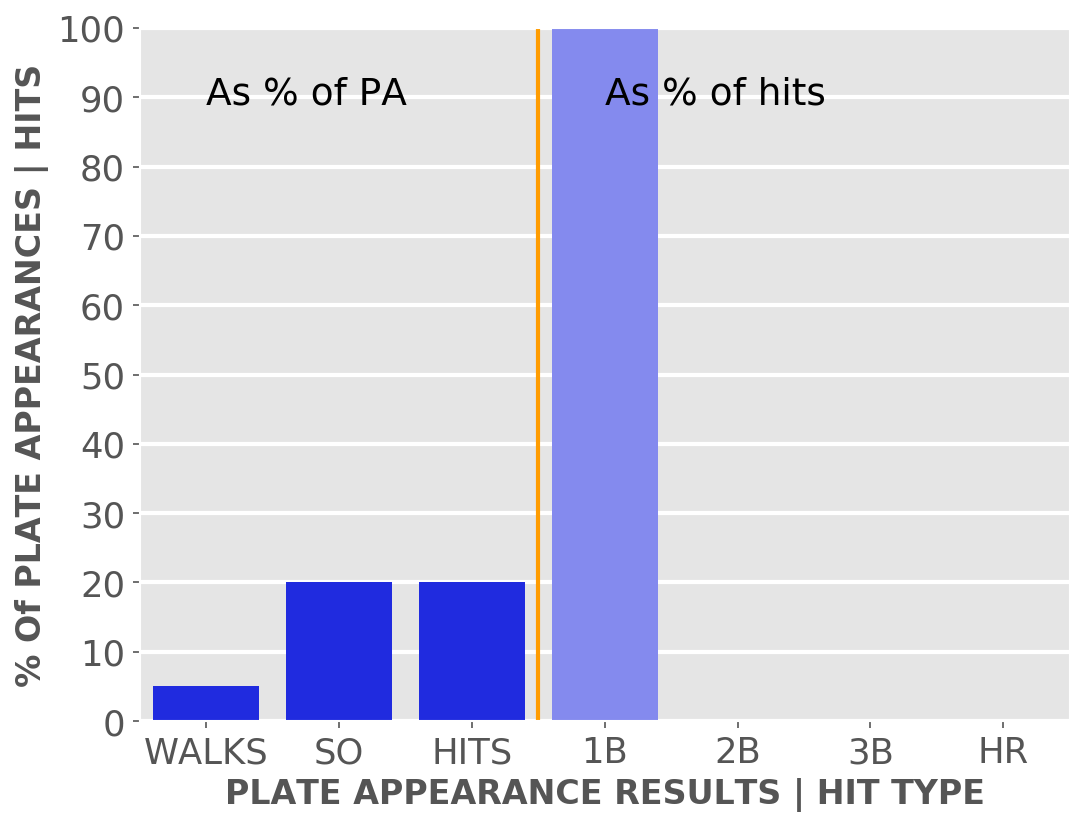 % Of PLATE APPEARANCES | HITS
100
90
80
70
60
50
40
30
20
10
0
As % of PA
As % of hits
WALKS SO HITS 1B 2B 3B HR
PLATE APPEARANCE RESULTS | HIT TYPE